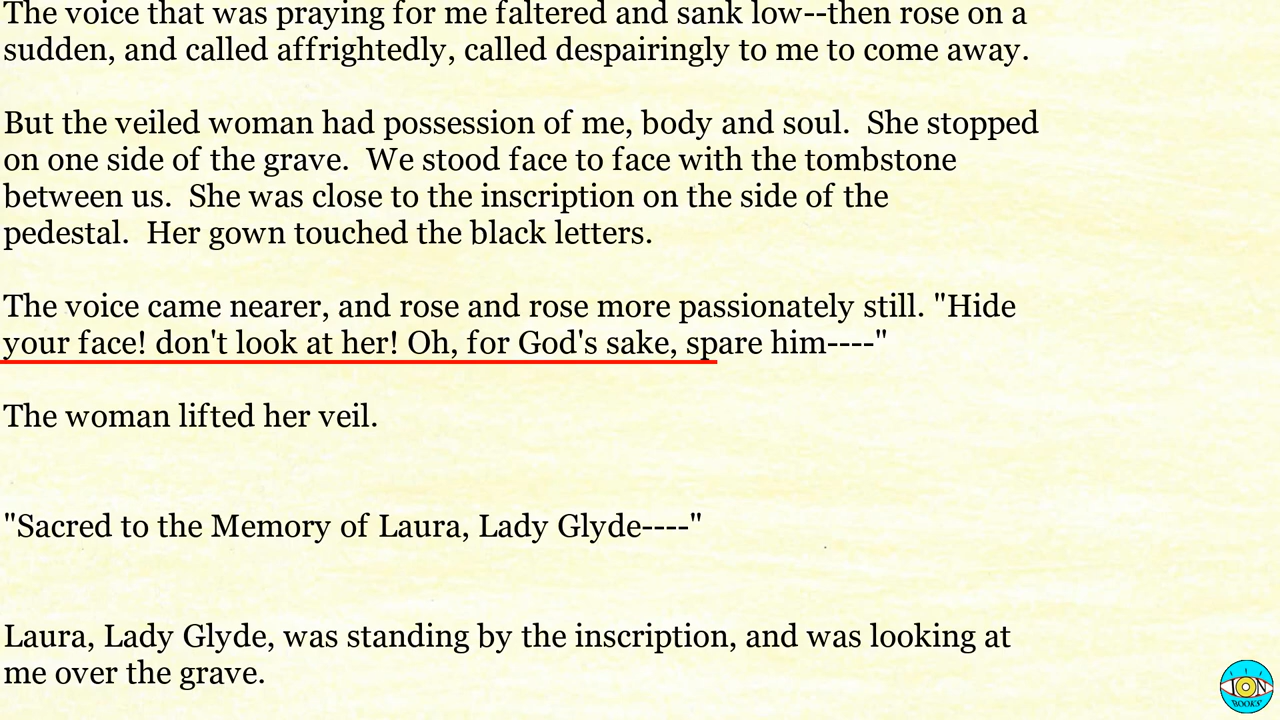 The voice that was praying for me faltered and sank low--then rose on a
sudden, and called affrightedly, called despairingly to me to come away.
But the veiled woman had possession of me, body and soul.  She stopped
on one side of the grave.  We stood face to face with the tombstone
between us.  She was close to the inscription on the side of the
pedestal.  Her gown touched the black letters.
The voice came nearer, and rose and rose more passionately still. "Hide
your face! don't look at her! Oh, for God's sake, spare him----"
The woman lifted her veil.
"Sacred to the Memory of Laura, Lady Glyde----"
Laura, Lady Glyde, was standing by the inscription, and was looking at
me over the grave.
ION
BOOKS